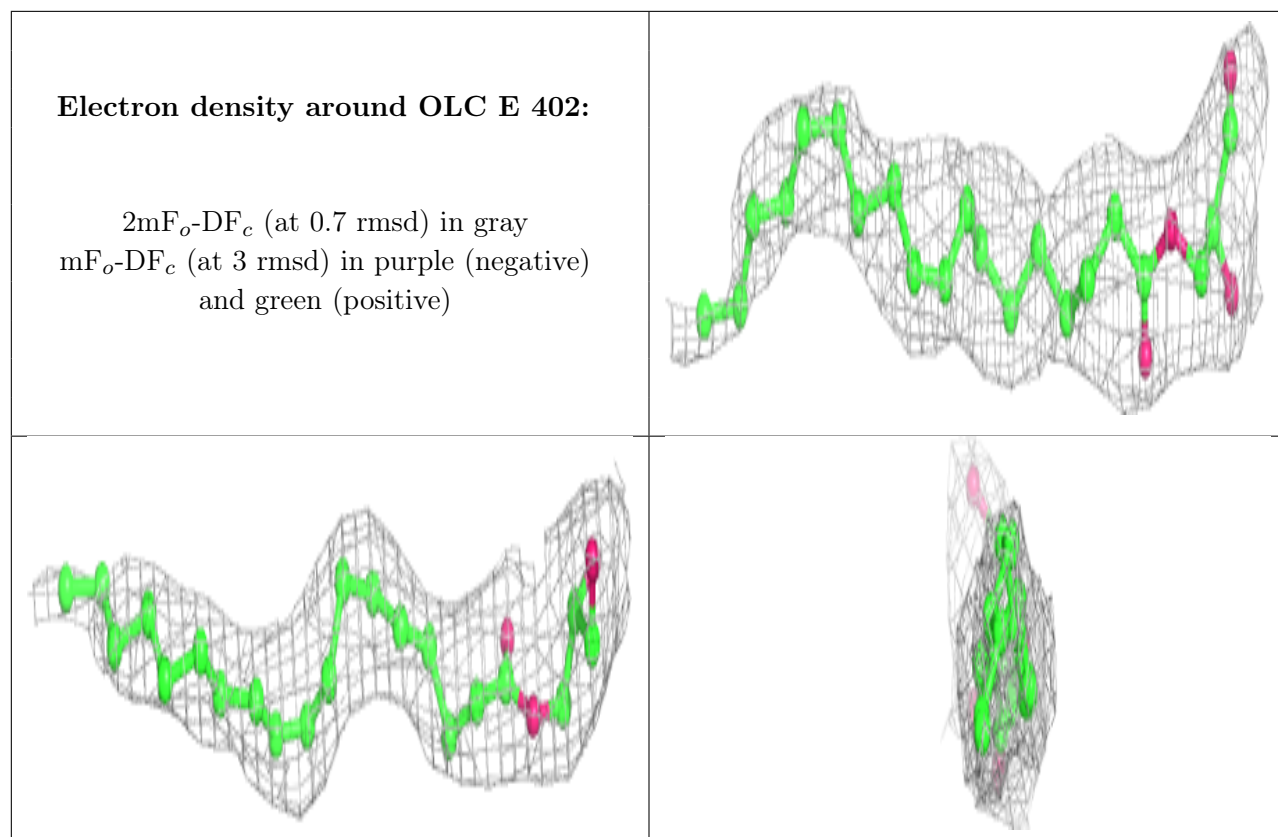 Electron density around OLC E 402:
2mFₒ-DF𝑐 (at 0.7 rmsd) in gray
mFₒ-DF𝑐 (at 3 rmsd) in purple (negative)
and green (positive)